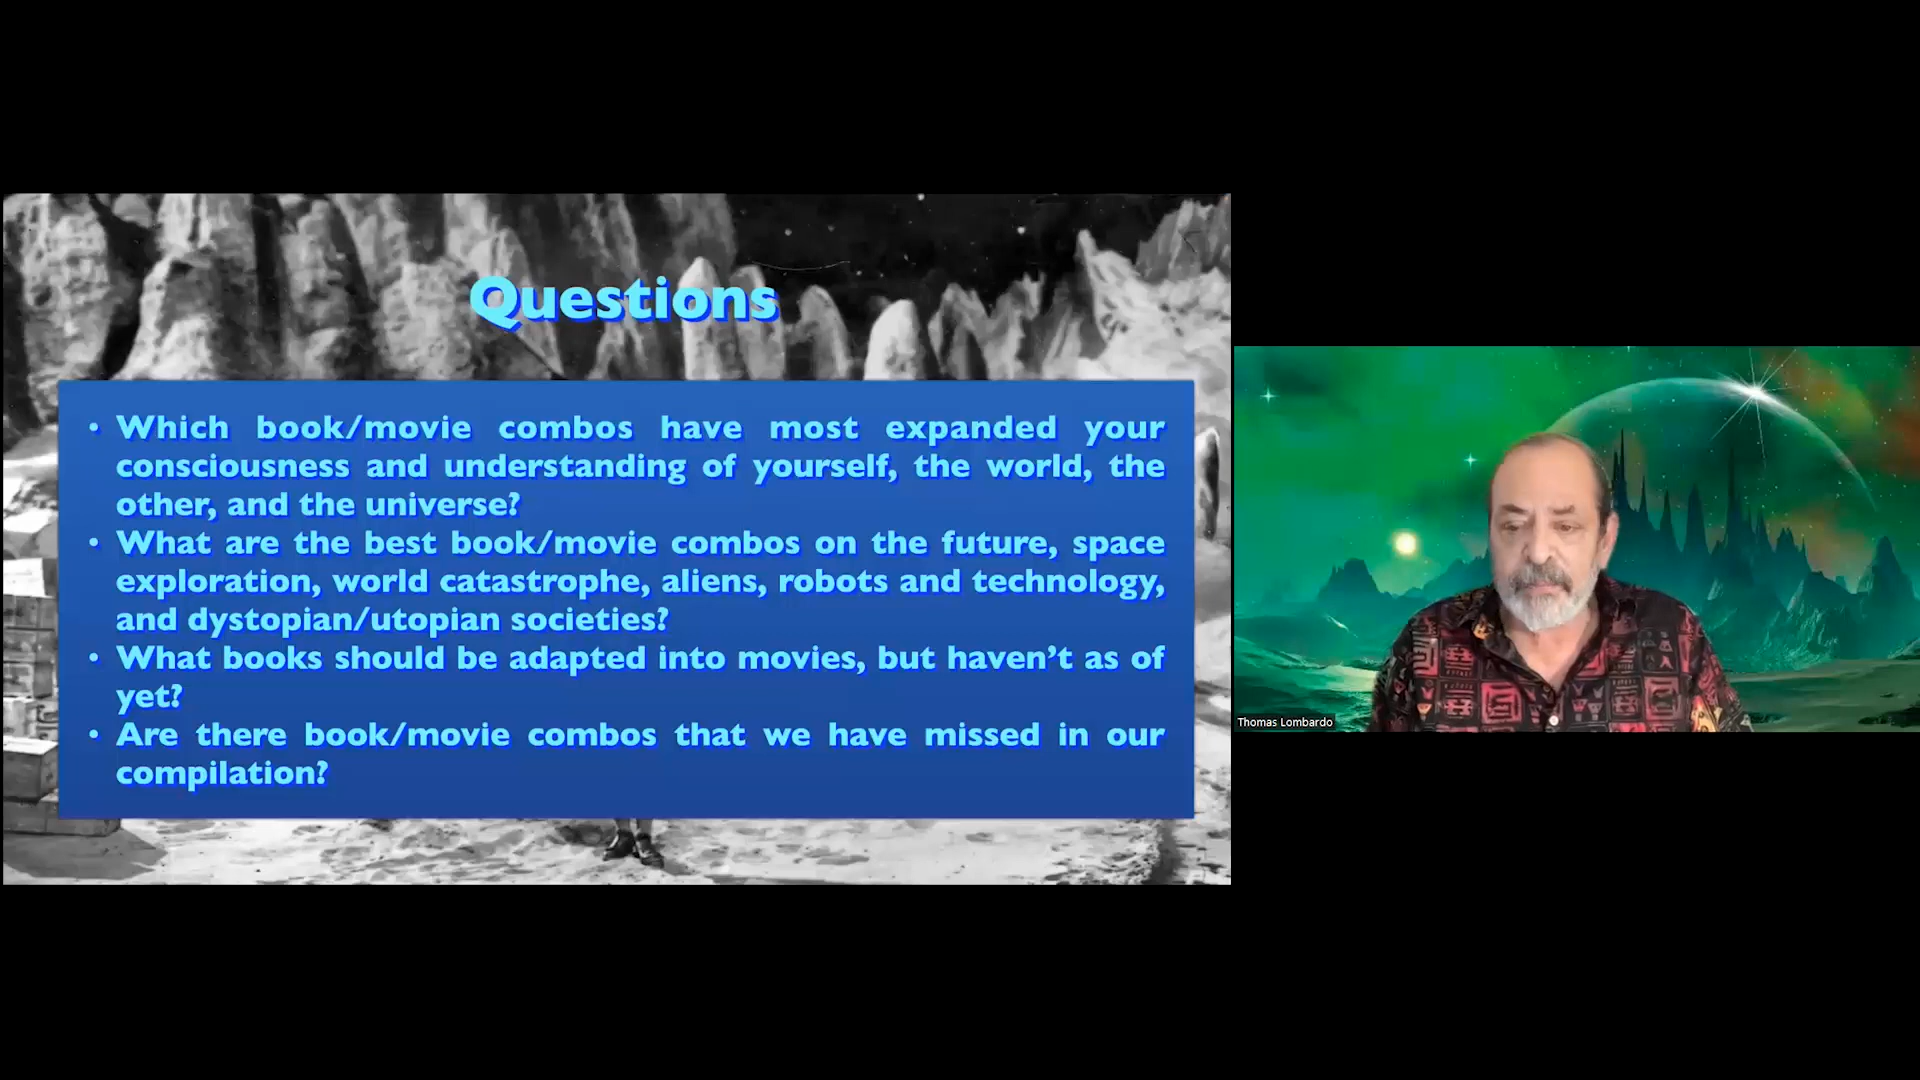 Questions
• Which book/movie combos have most expanded your
consciousness and understanding of yourself, the world, the
other, and the universe?
• What are the best book/movie combos on the future, space
exploration, world catastrophe, aliens, robots and technology,
and dystopian/utopian societies?
• What books should be adapted into movies, but haven’t as of
yet?
• Are there book/movie combos that we have missed in our
compilation?
Thomas Lombardo